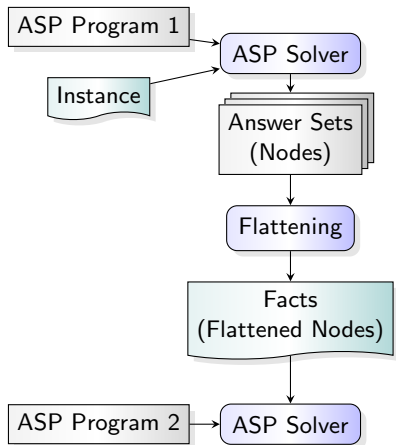 ASP Program 1
ASP Solver
Instance
Answer Sets
(Nodes)
Flattening
Facts
(Flattened Nodes)
ASP Program 2
ASP Solver